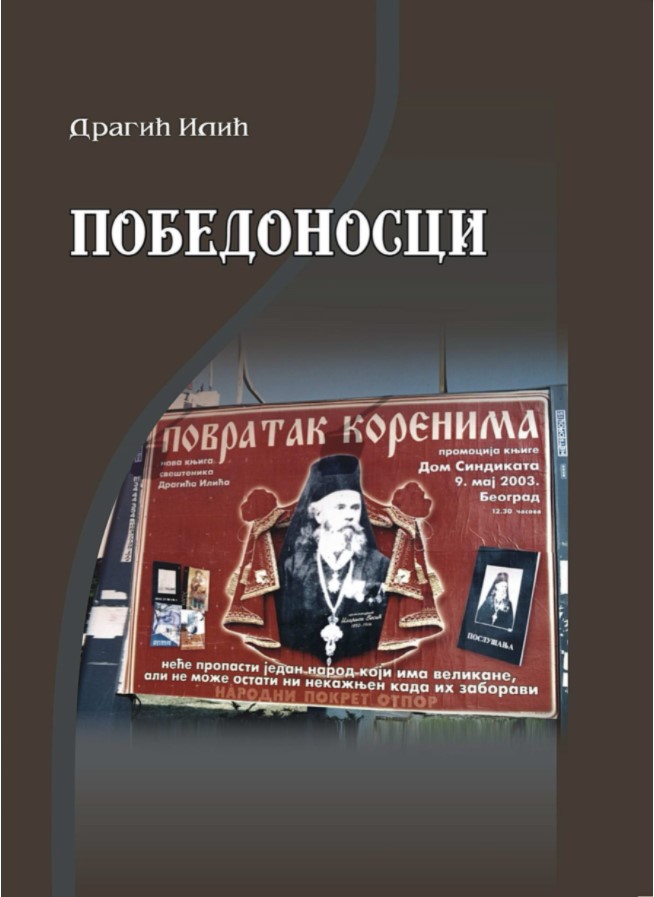 Драгић Илић
ПОБЕДОНОСЦИ
ПОВРАТАК КОРЕНИМА
нова књига
свештеника
Драгића Илића
промоција књиге
Дом Синдиката
9. мај 2003.
Београд
12.30 часова
ПОСЛУШАЊА
неће пропасти један народ који има великане,
али не може остати ни некажњен када их заборави
НАРОДНИ ПОКРЕТ ОТПОР